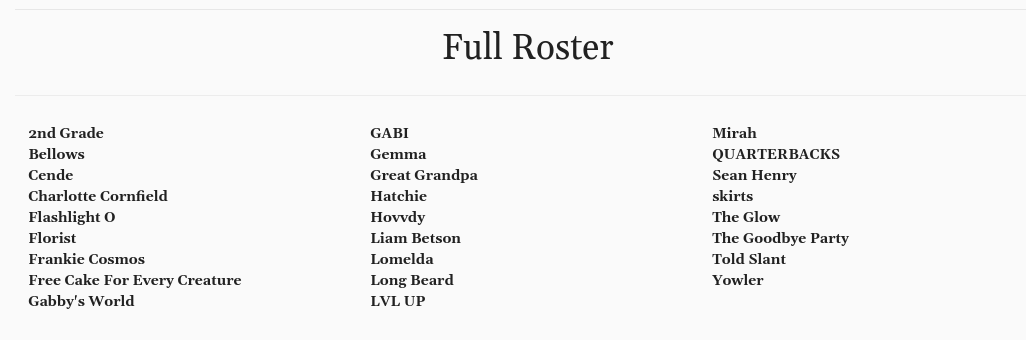 Full Roster
2nd Grade
Bellows
Cende
Charlotte Cornfield
Flashlight O
Florist
Frankie Cosmos
Free Cake For Every Creature
Gabby's World
GABI
Gemma
Great Grandpa
Hatchie
Hovvdy
Liam Betson
Lomelda
Long Beard
LVL UP
Mirah
QUARTERBACKS
Sean Henry
skirts
The Glow
The Goodbye Party
Told Slant
Yowler